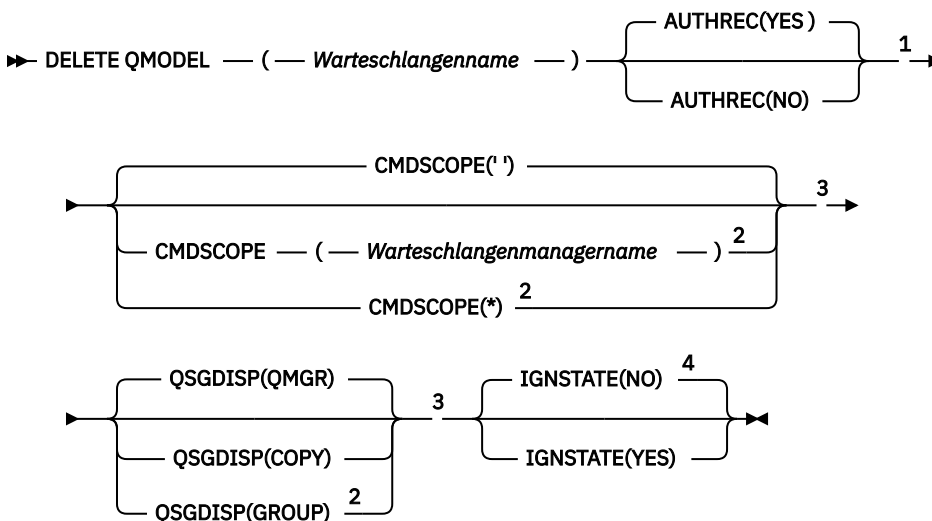 AUTHREC(YES )
DELETE QMODEL ( Warteschlangenname ) 1
AUTHREC(NO)
CMDSCOPE(' ')
3
CMDSCOPE ( Warteschlangenmanagername ) 2
CMDSCOPE(*) 2
QSGDISP(QMGR) IGNSTATE(NO) 4
3
QSGDISP(COPY) IGNSTATE(YES)
QSGDISP(GROUP) 2